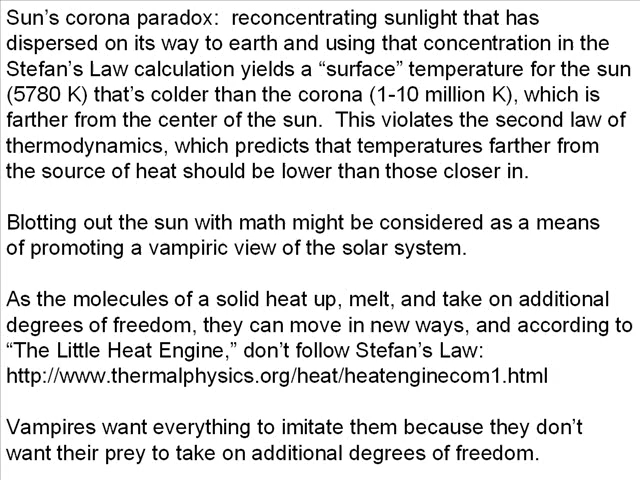 Sun's corona paradox:  reconcentrating sunlight that has
dispersed on its way to earth and using that concentration in the
Stefan's Law calculation yields a "surface" temperature for the sun
(5780 K) that's colder than the corona (1-10 million K), which is
farther from the center of the sun.  This violates the second law of
thermodynamics, which predicts that temperatures farther from
the source of heat should be lower than those closer in.

Blotting out the sun with math might be considered as a means
of promoting a vampiric view of the solar system.

As the molecules of a solid heat up, melt, and take on additional
degrees of freedom, they can move in new ways, and according to
"The Little Heat Engine," don't follow Stefan's Law:
http://www.thermalphysics.org/heat/heatenginecom1.html

Vampires want everything to imitate them because they don't
want their prey to take on additional degrees of freedom.